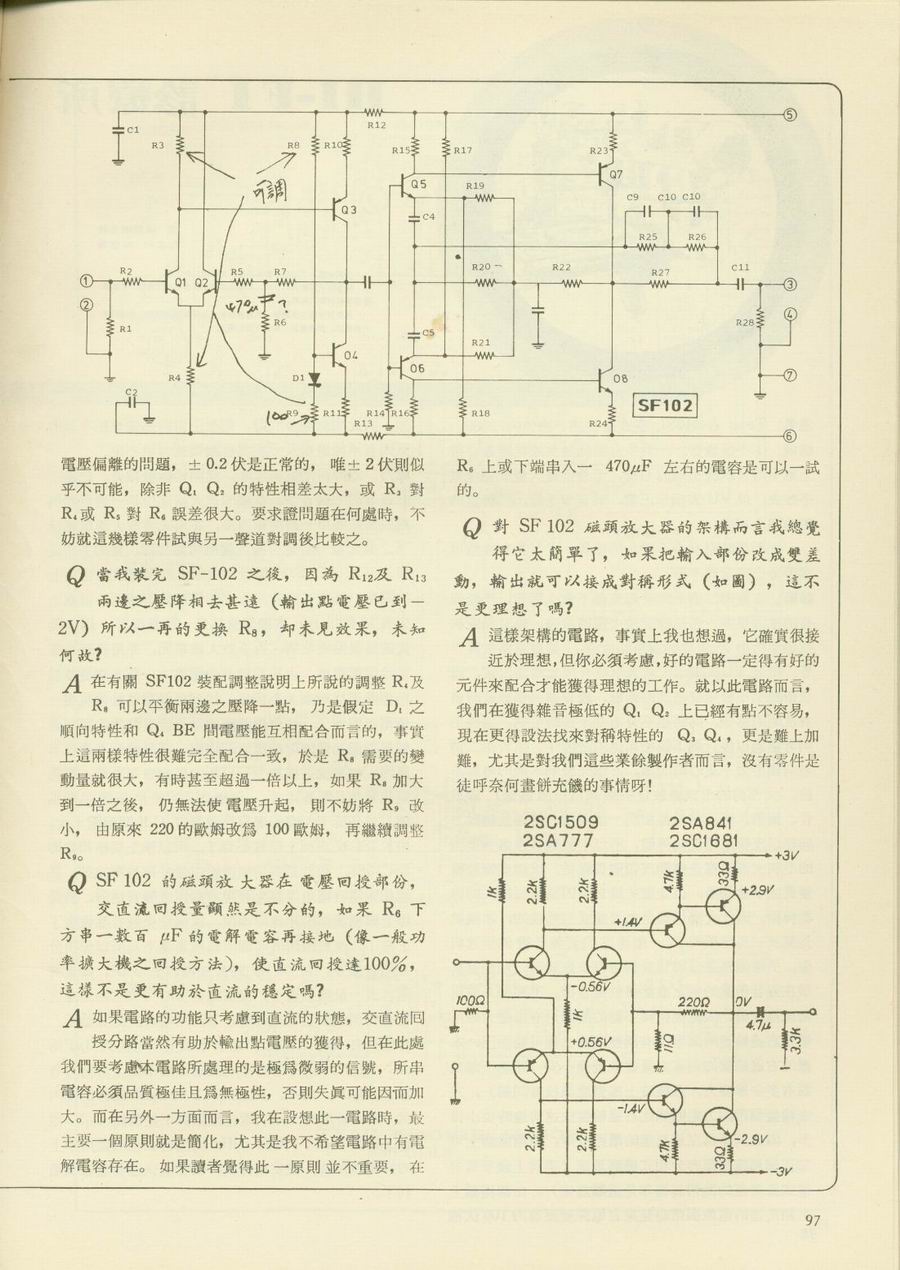 C1
R3
R8
R10
R12
R15
R17
R23
⑤
可調
Q3
Q5
R19
Q7
C9 C10 C10
C4
R25
R26
①
R2
Q1 Q2
R5
R7
R20
R22
R27
C11
③
②
R1
470μ ?
R6
R28
④
C5
R21
Q4
Q6
R4
D1
Q8
⑦
C2
100
R9
R11
R14
R16
R18
R13
R24
SF102
⑥
電壓偏離的問題，±0.2伏是正常的，唯±2伏則似
乎不可能，除非 Q₁ Q₂ 的特性相差太大，或 R₃ 對
R₄或 R₅ 對 R₆ 誤差很大。要求證問題在何處時，不
妨就這幾樣零件試與另一聲道對調後比較之。
Q 當我裝完 SF-102 之後，因為 R₁₂及 R₁₃
兩邊之壓降相去甚遠（輸出點電壓已到－
2V）所以一再的更換 R₈，却未見效果，未知
何故？
A 在有關 SF102 裝配調整說明上所說的調整 R₄及
R₈ 可以平衡兩邊之壓降一點，乃是假定 D₁ 之
順向特性和 Q₄ BE 間電壓能互相配合而言的，事實
上這兩樣特性很難完全配合一致，於是 R₈ 需要的變
動量就很大，有時甚至超過一倍以上，如果 R₈ 加大
到一倍之後，仍無法使電壓升起，則不妨將 R₉ 改
小，由原來 220 的歐姆改爲 100 歐姆，再繼續調整
R₉。
Q SF 102 的磁頭放大器在電壓回授部份，
交直流回授量顯然是不分的，如果 R₆ 下
方串一數百 μF 的電解電容再接地（像一般功
率擴大機之回授方法），使直流回授達100%，
這樣不是更有助於直流的穩定嗎？
A 如果電路的功能只考慮到直流的狀態，交直流回
授分路當然有助於輸出點電壓的獲得，但在此處
我們要考慮本電路所處理的是極爲微弱的信號，所串
電容必須品質極佳且爲無極性，否則失眞可能因而加
大。而在另外一方面而言，我在設想此一電路時，最
主要一個原則就是簡化，尤其是我不希望電路中有電
解電容存在。如果讀者覺得此一原則並不重要，在
R₆ 上或下端串入一 470μF 左右的電容是可以一試
的。
Q 對 SF 102 磁頭放大器的架構而言我總覺
得它太簡單了，如果把輸入部份改成雙差
動，輸出就可以接成對稱形式（如圖），這不
是更理想了嗎？
A 這樣架構的電路，事實上我也想過，它確實很接
近於理想，但你必須考慮，好的電路一定得有好的
元件來配合才能獲得理想的工作。就以此電路而言，
我們在獲得雜音極低的 Q₁ Q₂ 上已經有點不容易，
現在更得設法找來對稱特性的 Q₃ Q₄，更是難上加
難，尤其是對我們這些業餘製作者而言，沒有零件是
徒呼奈何畫餅充饑的事情呀！
2SC1509 2SA841
2SA777 2SC1681
+3V
1k
2.2k
2.2k
4.7k
33Ω
+2.9V
+1.4V
-0.56V
100Ω
1k
220Ω
0V
4.7μ
11Ω
3.3k
+0.56V
-1.4V
2.2k
2.2k
4.7k
33Ω
-2.9V
-3V
97